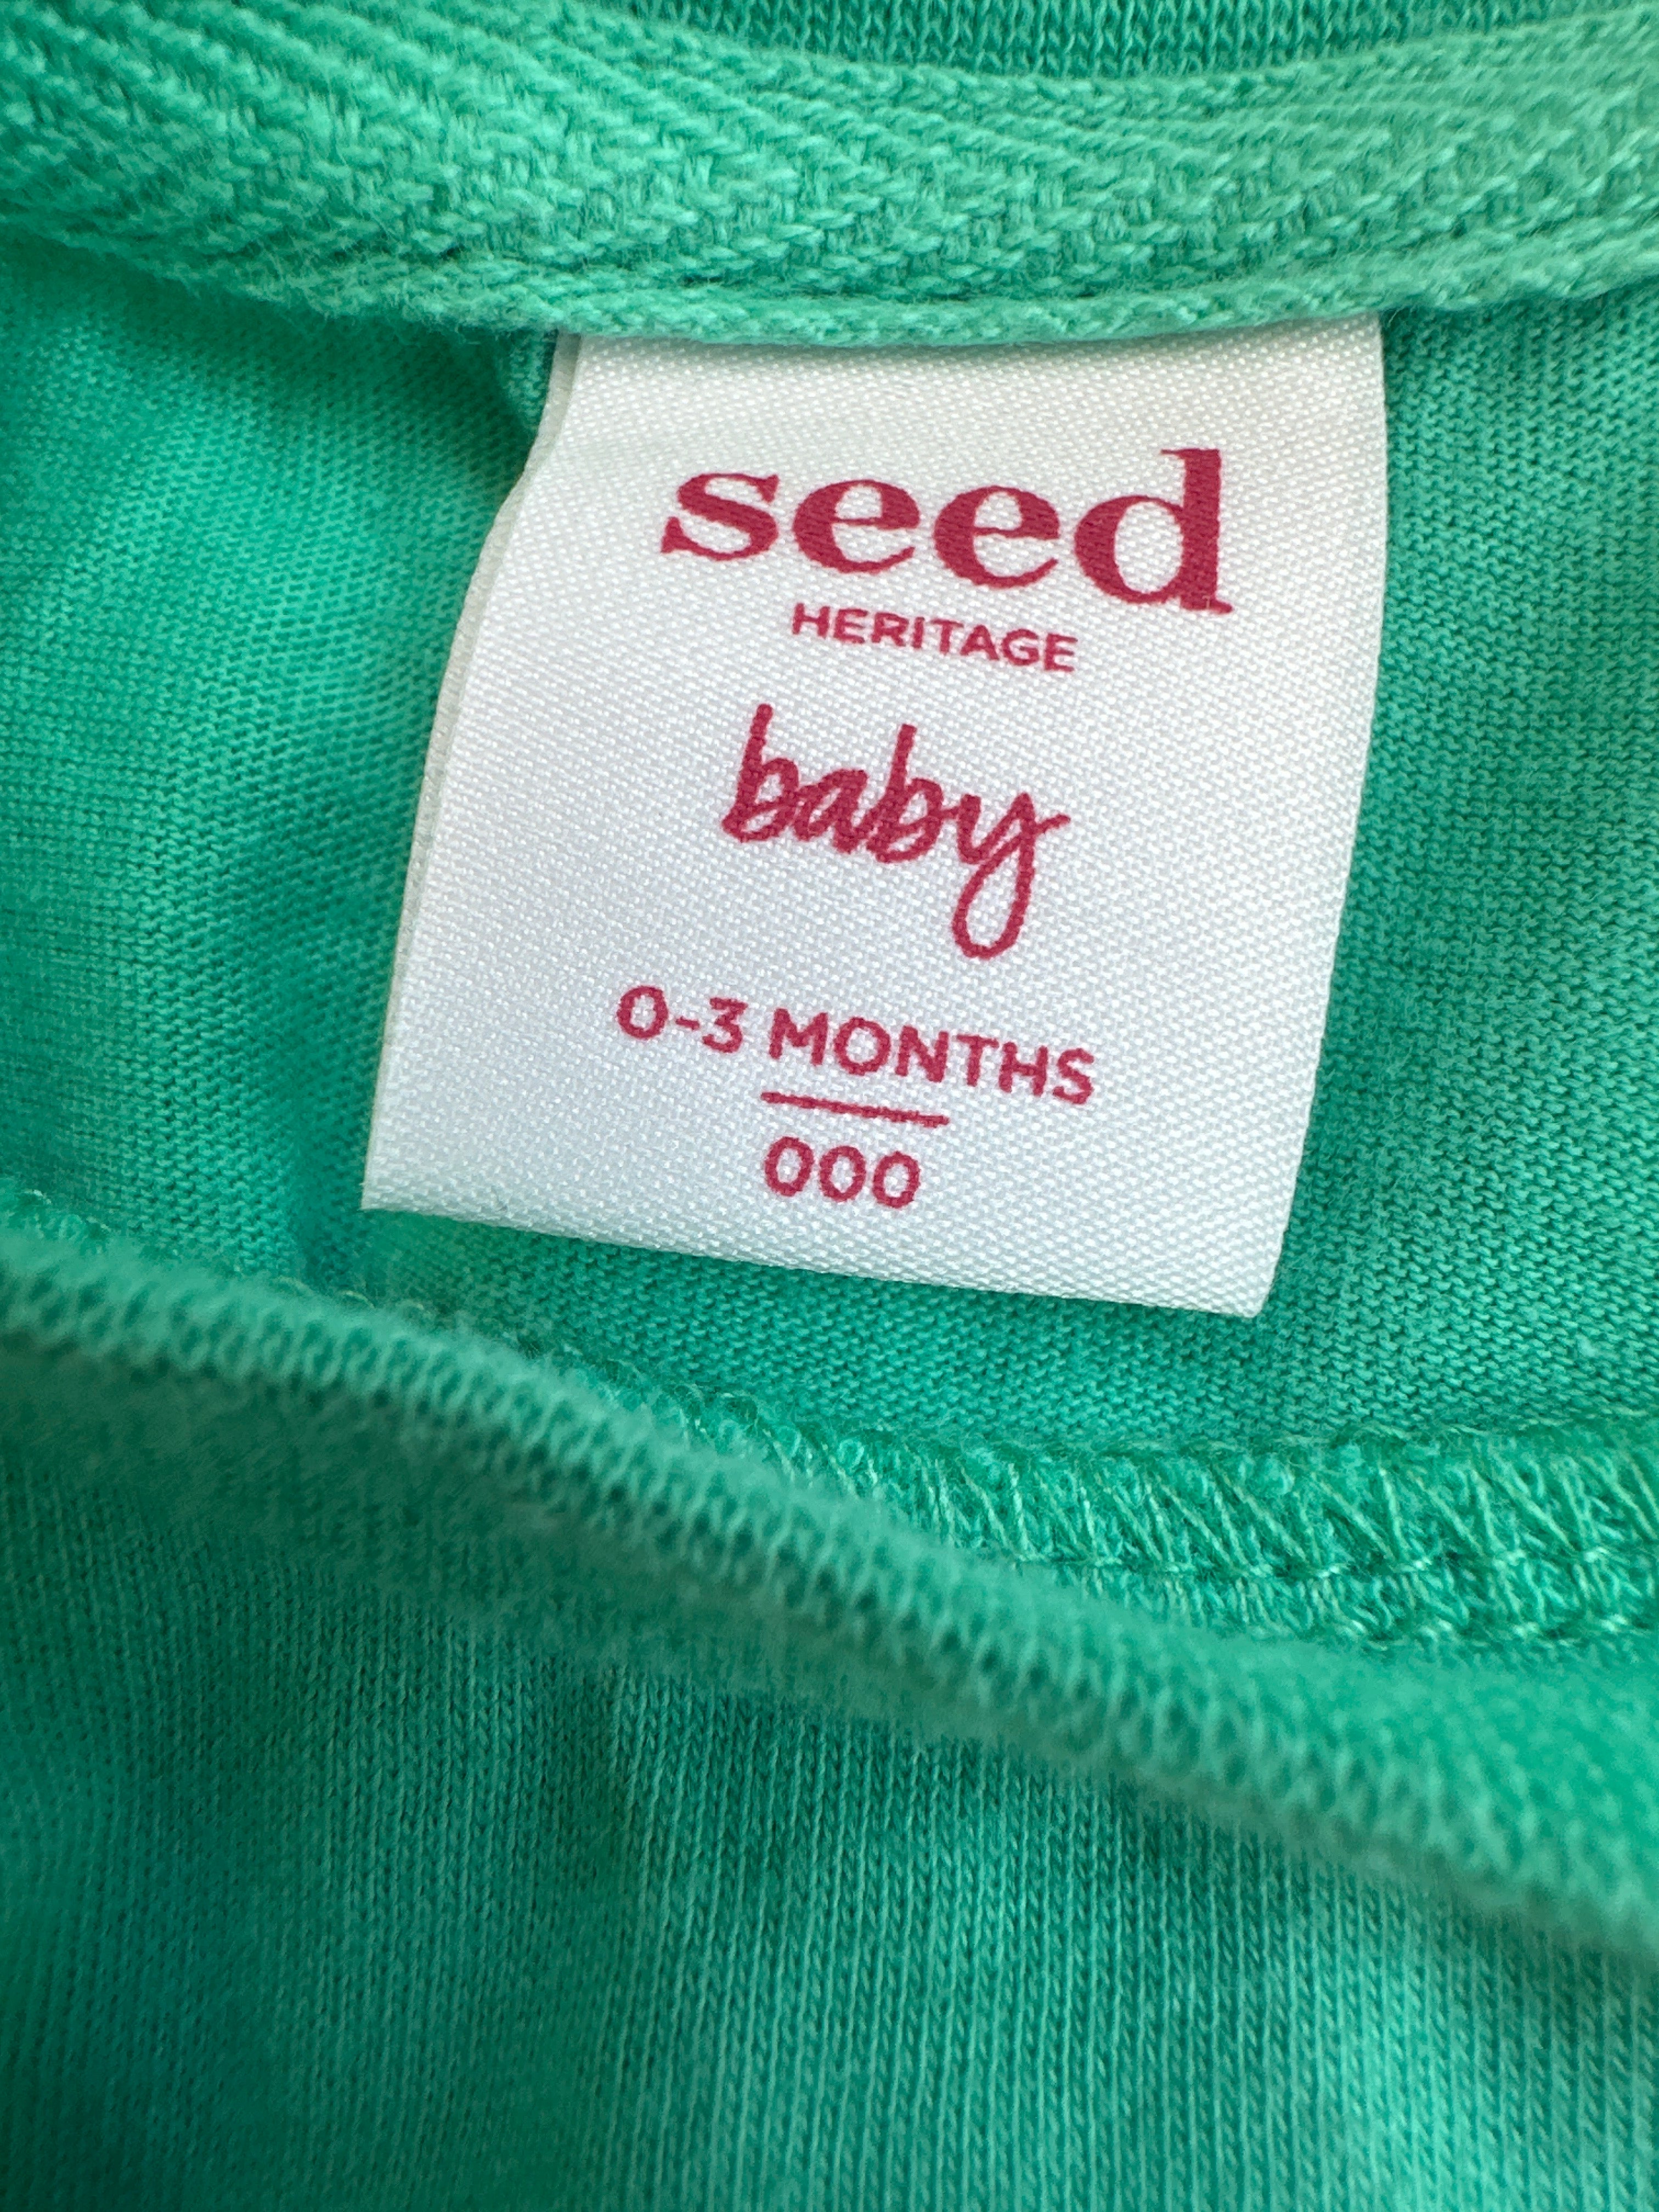 seed
HERITAGE
baby
0-3 MONTHS
000